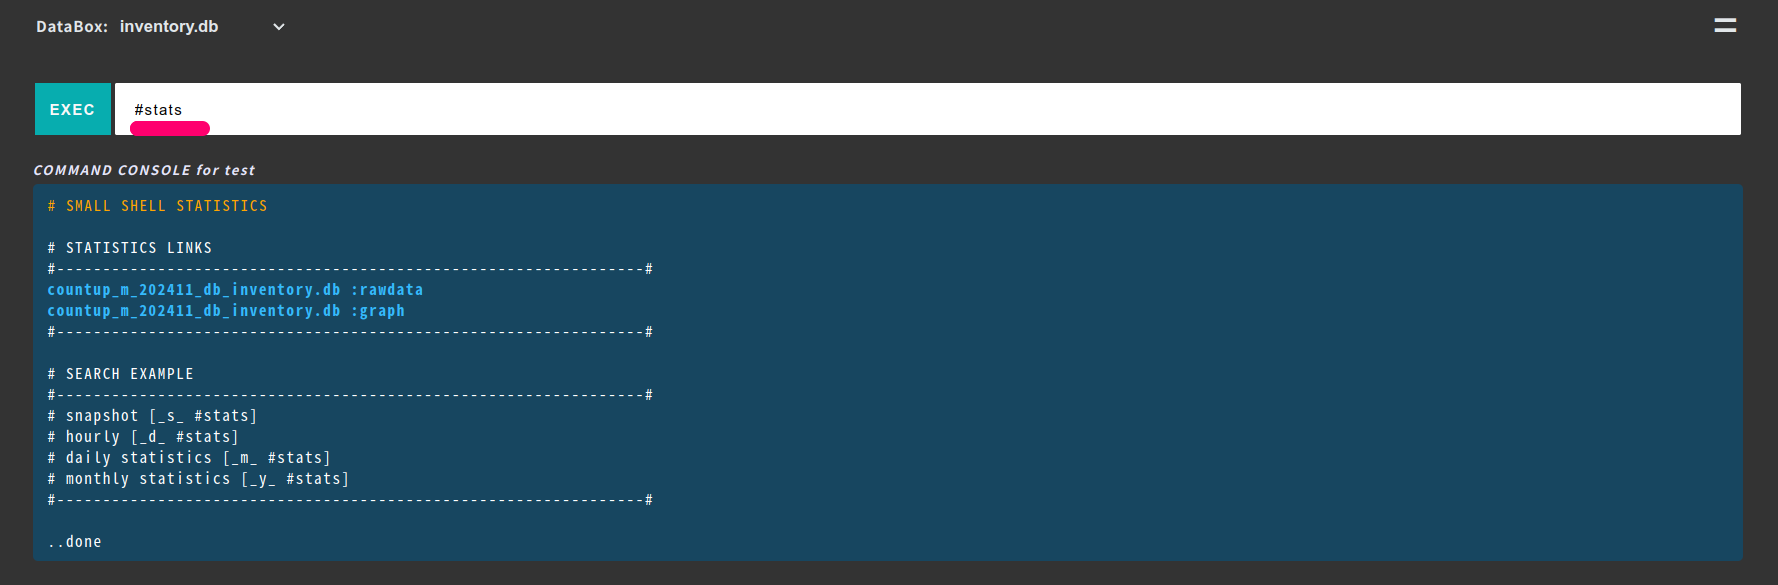 DataBox: inventory.db
EXEC #stats
COMMAND CONSOLE for test
# SMALL SHELL STATISTICS
# STATISTICS LINKS
#-------------------------------------------------------------------#
countup_m_202411_db_inventory.db :rawdata
countup_m_202411_db_inventory.db :graph
#-------------------------------------------------------------------#
# SEARCH EXAMPLE
#-------------------------------------------------------------------#
# snapshot [_s_ #stats]
# hourly [_d_ #stats]
# daily statistics [_m_ #stats]
# monthly statistics [_y_ #stats]
#-------------------------------------------------------------------#
..done